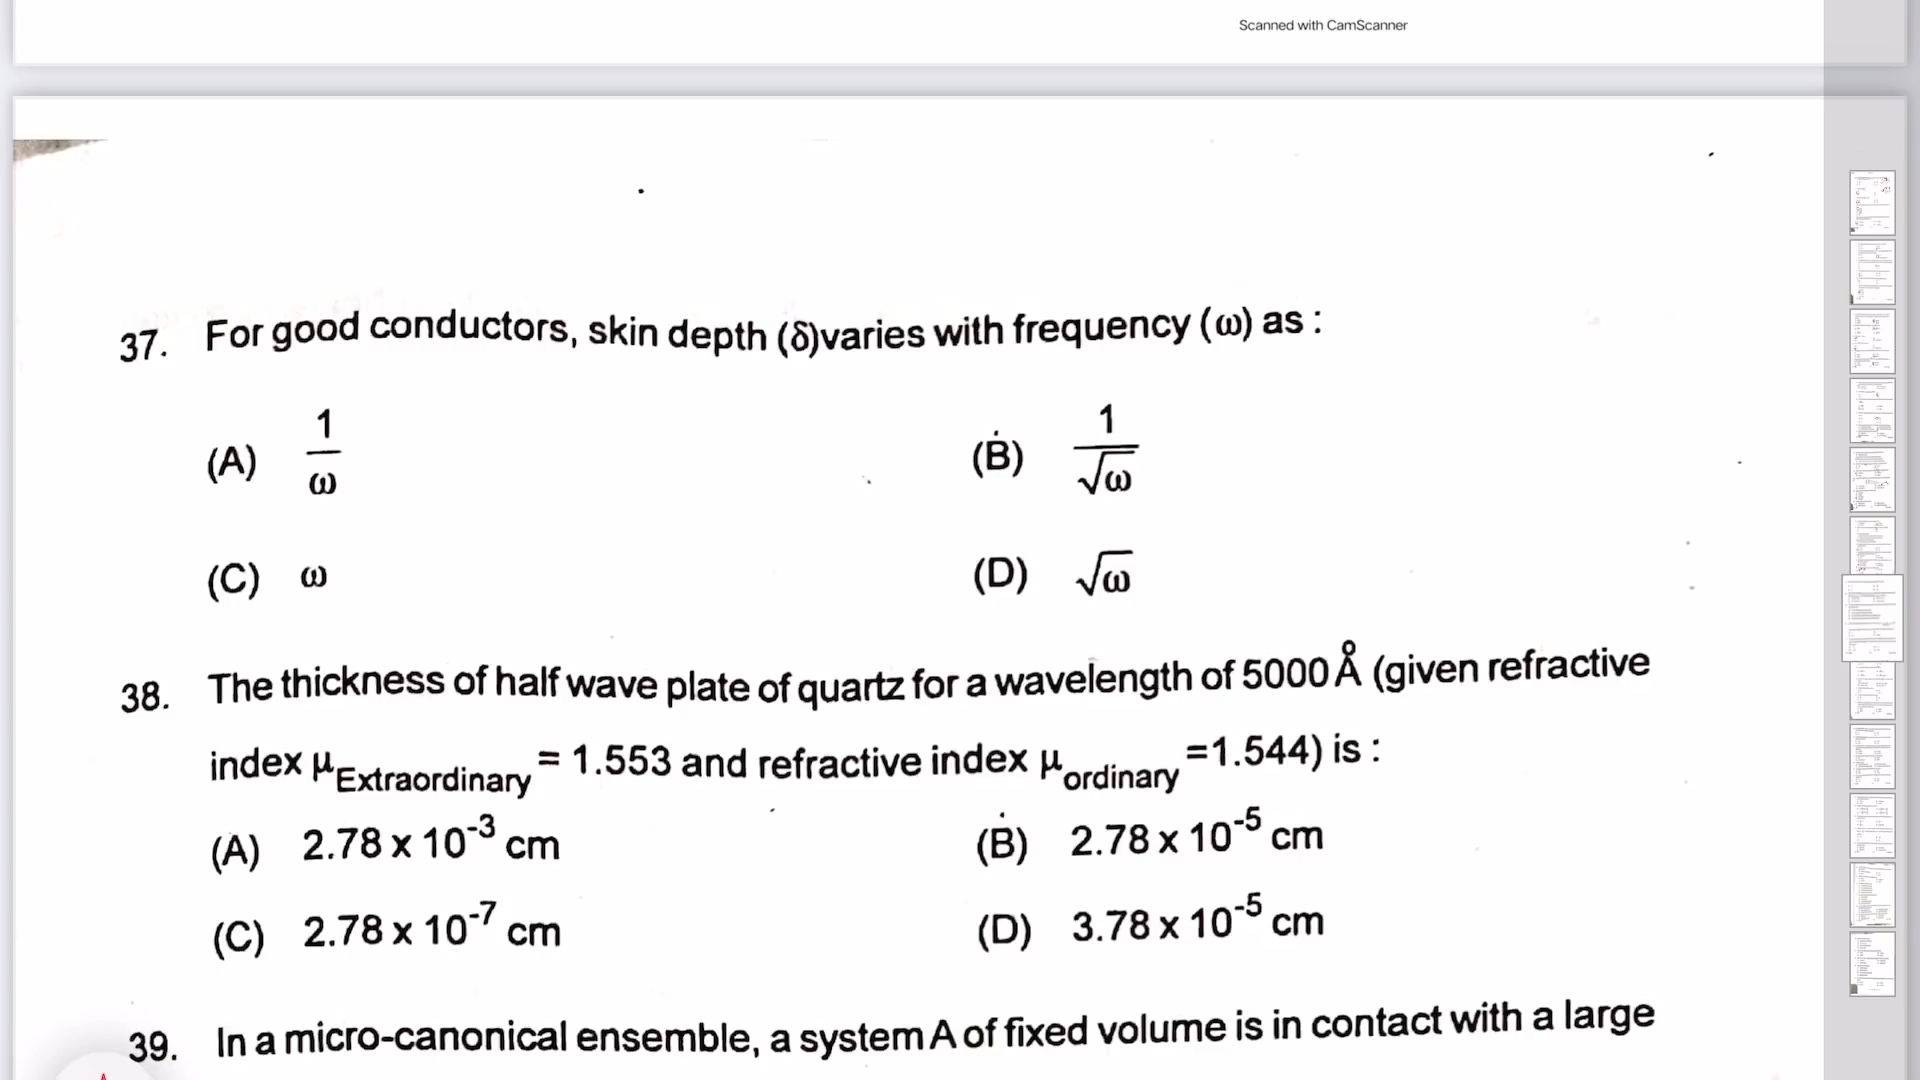 Scanned with CamScanner
37. For good conductors, skin depth (δ)varies with frequency (ω) as :
(A) 1/ω (B) 1/√ω
(C) ω (D) √ω
38. The thickness of half wave plate of quartz for a wavelength of 5000 Å (given refractive
index μExtraordinary = 1.553 and refractive index μordinary =1.544) is :
(A) 2.78 x 10⁻³ cm (B) 2.78 x 10⁻⁵ cm
(C) 2.78 x 10⁻⁷ cm (D) 3.78 x 10⁻⁵ cm
39. In a micro-canonical ensemble, a system A of fixed volume is in contact with a large